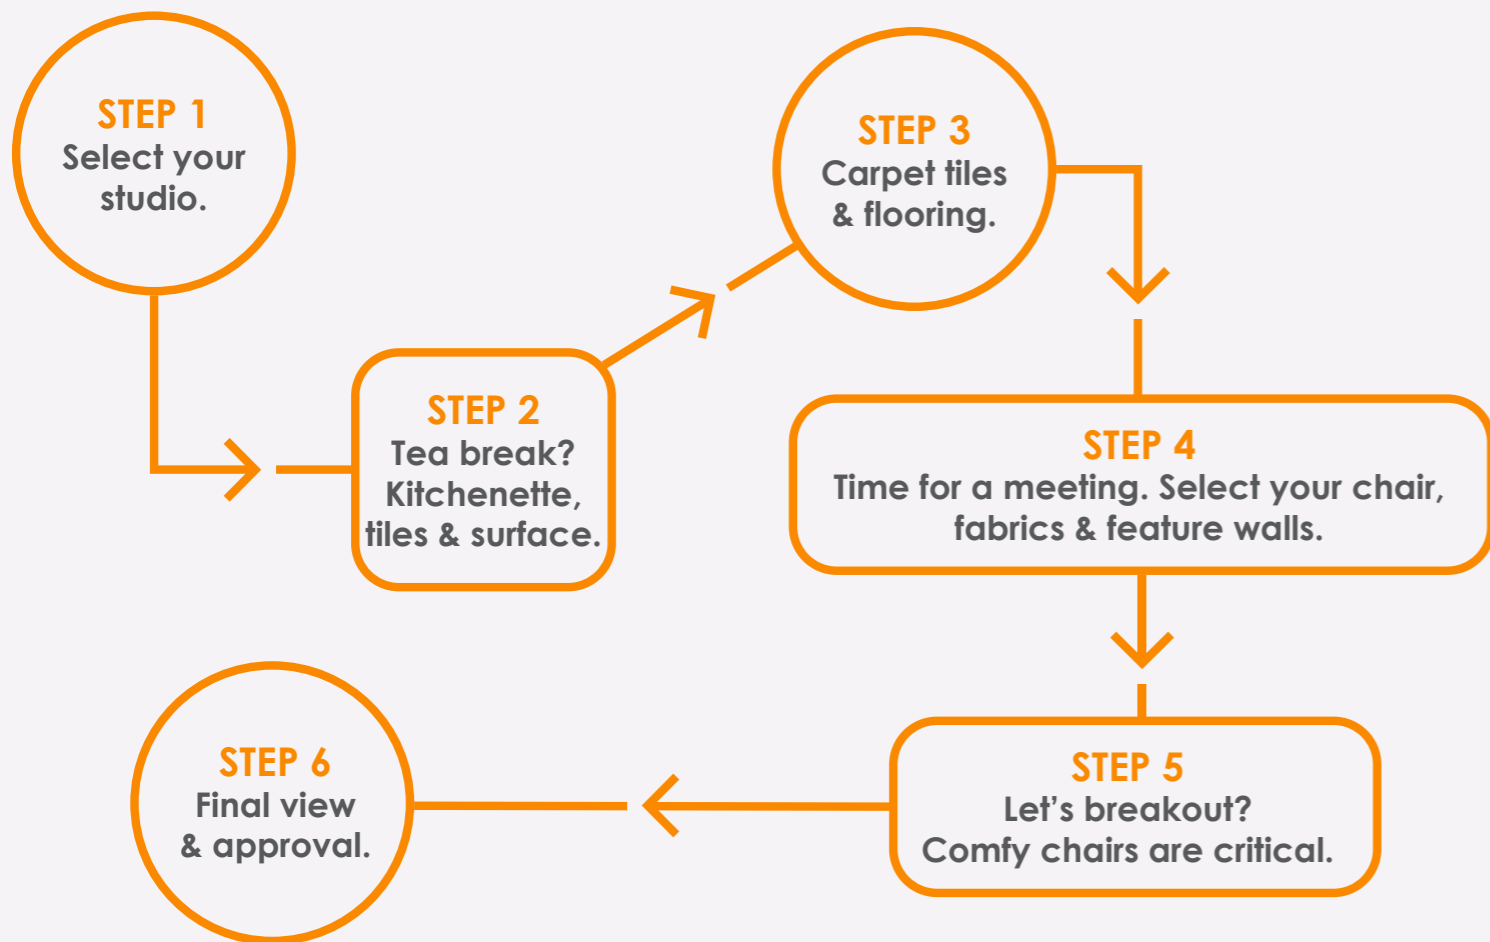 STEP 1
Select your
studio.
STEP 2
Tea break?
Kitchenette,
tiles & surface.
STEP 3
Carpet tiles
& flooring.
STEP 4
Time for a meeting. Select your chair,
fabrics & feature walls.
STEP 5
Let’s breakout?
Comfy chairs are critical.
STEP 6
Final view
& approval.